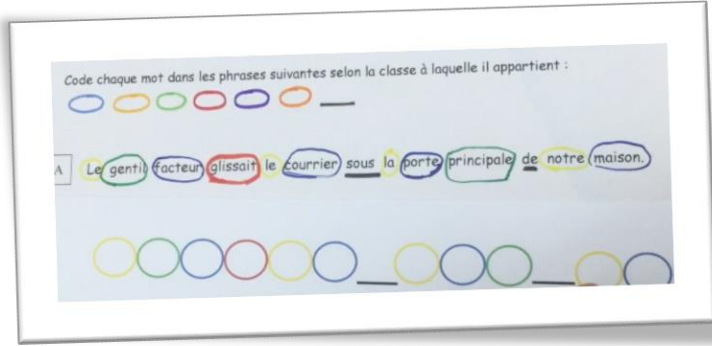 Code chaque mot dans les phrases suivantes selon la classe à laquelle il appartient :
A Le gentil facteur glissait le courrier sous la porte principale de notre maison.